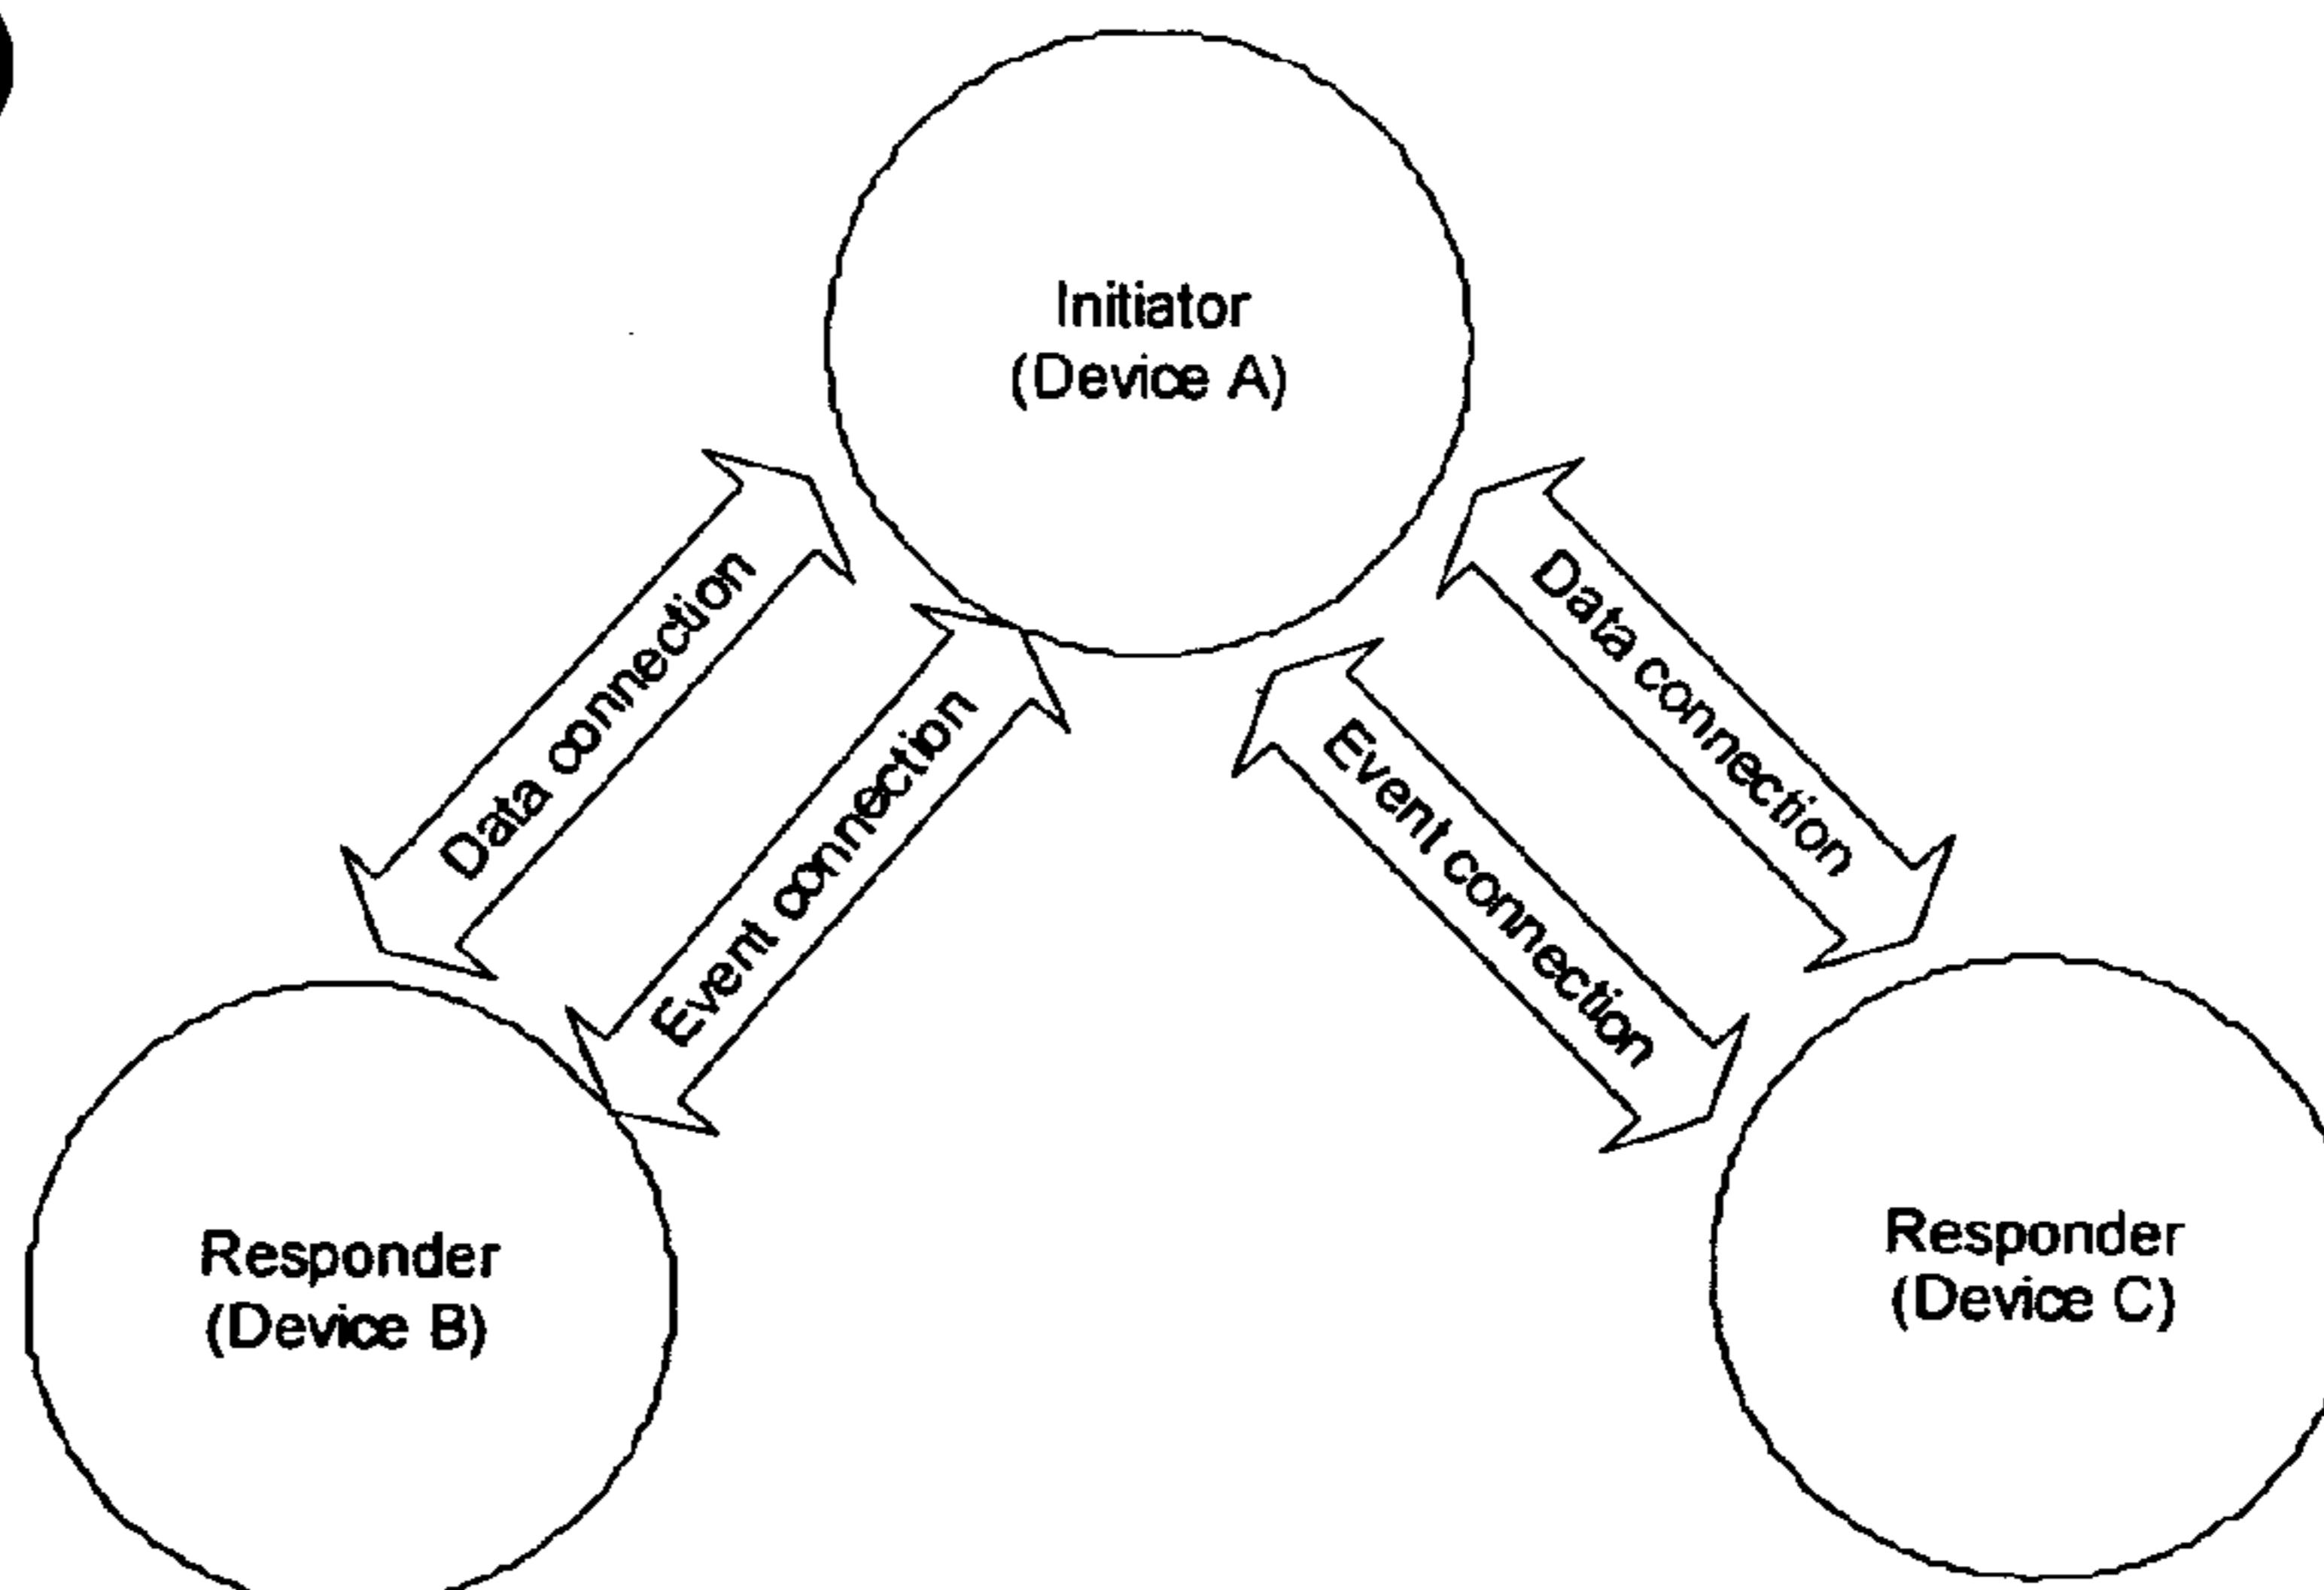 Initiator
(Device A)
Data connection
Event connection
Event connection
Data connection
Responder
(Device B)
Responder
(Device C)